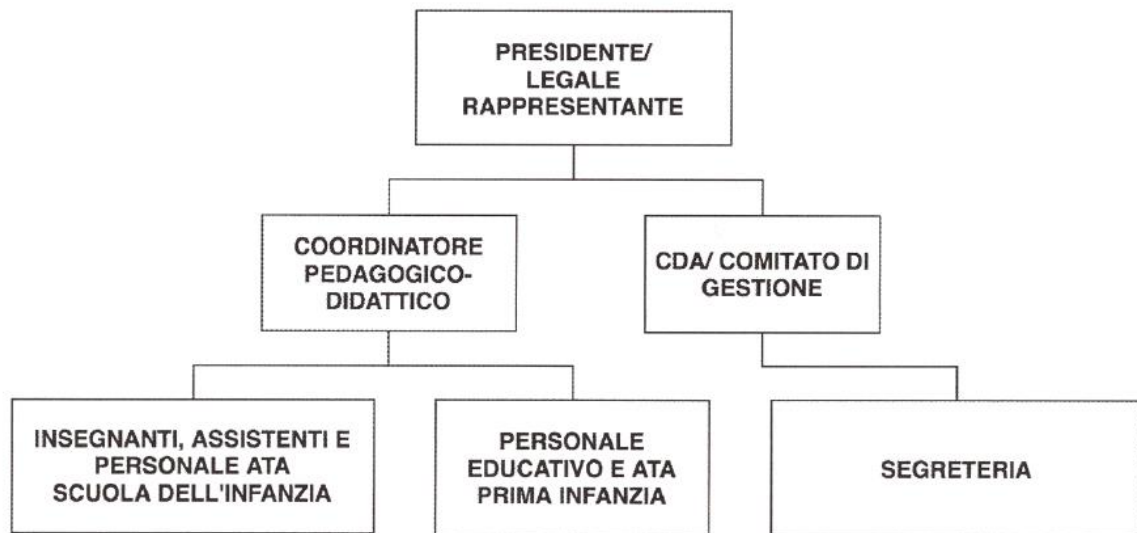 PRESIDENTE/
LEGALE
RAPPRESENTANTE
COORDINATORE
PEDAGOGICO-
DIDATTICO
CDA/ COMITATO DI
GESTIONE
INSEGNANTI, ASSISTENTI E
PERSONALE ATA
SCUOLA DELL'INFANZIA
PERSONALE
EDUCATIVO E ATA
PRIMA INFANZIA
SEGRETERIA